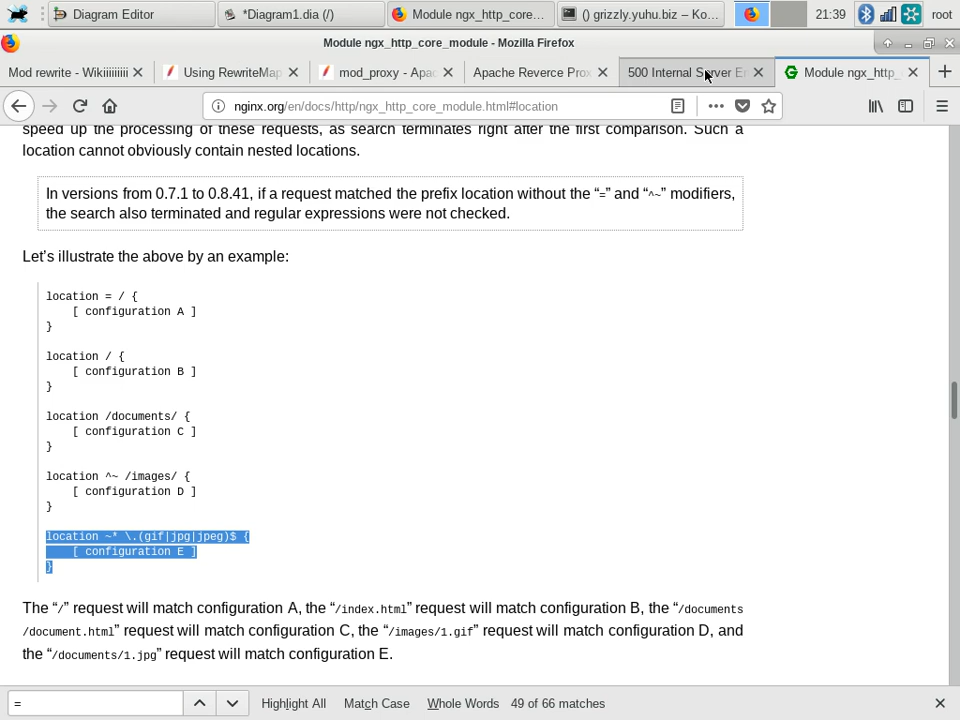 Diagram Editor
*Diagram1.dia (/)
Module ngx_http_core...
() grizzly.yuhu.biz – Ko...
21:39
root
Module ngx_http_core_module - Mozilla Firefox
Mod rewrite - Wikiiiiiiiii
Using RewriteMap
mod_proxy - Apac
Apache Reverce Prox
500 Internal Server Er
Module ngx_http_
nginx.org/en/docs/http/ngx_http_core_module.html#location
speed up the processing of these requests, as search terminates right after the first comparison. Such a
location cannot obviously contain nested locations.
In versions from 0.7.1 to 0.8.41, if a request matched the prefix location without the “=” and “^~” modifiers,
the search also terminated and regular expressions were not checked.
Let’s illustrate the above by an example:
location = / {
[ configuration A ]
}
location / {
[ configuration B ]
}
location /documents/ {
[ configuration C ]
}
location ^~ /images/ {
[ configuration D ]
}
location ~* \.(gif|jpg|jpeg)$ {
[ configuration E ]
}
The “/” request will match configuration A, the “/index.html” request will match configuration B, the “/documents
/document.html” request will match configuration C, the “/images/1.gif” request will match configuration D, and
the “/documents/1.jpg” request will match configuration E.
=
Highlight All
Match Case
Whole Words
49 of 66 matches